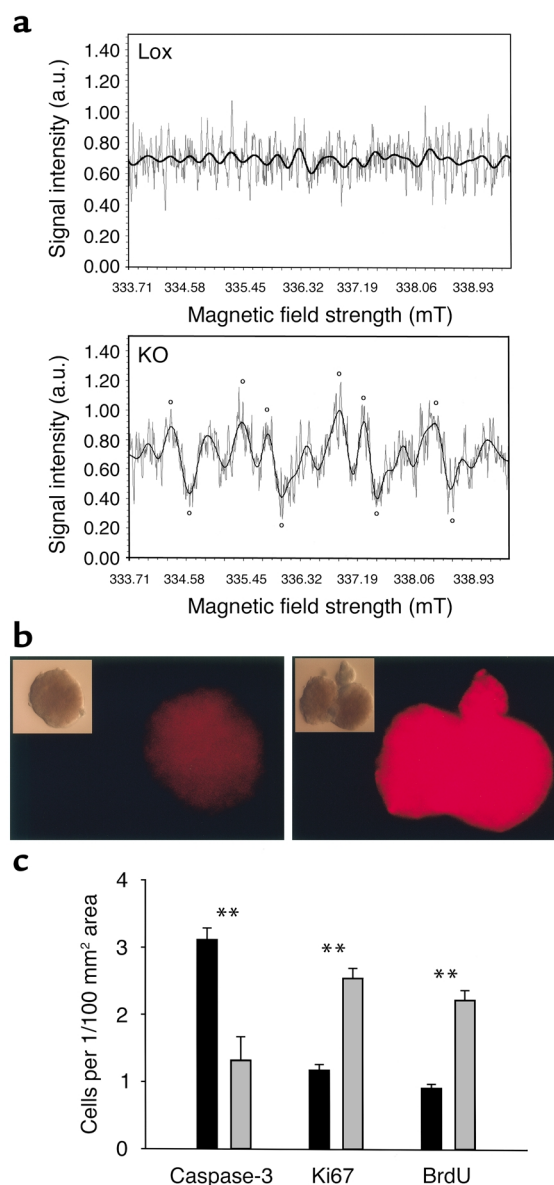 a
Lox
Signal intensity (a.u.)
1.40
1.20
1.00
0.80
0.60
0.40
0.20
0.00
333.71 334.58 335.45 336.32 337.19 338.06 338.93
Magnetic field strength (mT)
KO
Signal intensity (a.u.)
1.40
1.20
1.00
0.80
0.60
0.40
0.20
0.00
333.71 334.58 335.45 336.32 337.19 338.06 338.93
Magnetic field strength (mT)
b
c
Cells per 1/100 mm² area
4
3
2
1
0
** ** **
Caspase-3 Ki67 BrdU